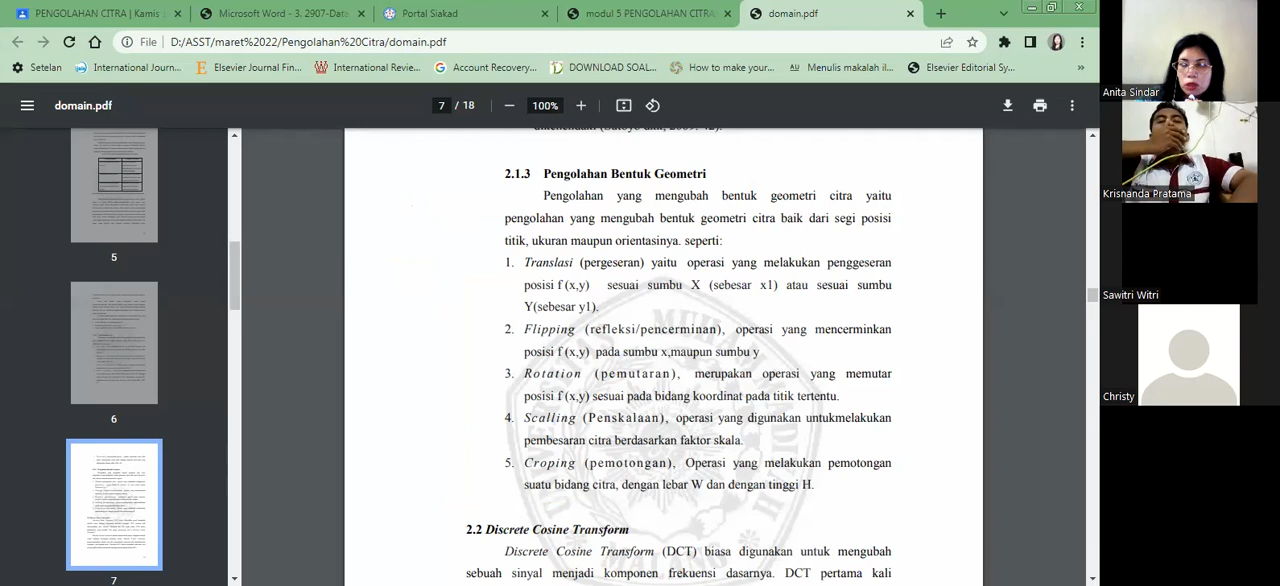 PENGOLAHAN CITRA | Kamis
Microsoft Word - 3. 2907-Data
Portal Siakad
modul 5 PENGOLAHAN CITRA
domain.pdf
File D:/ASST/maret%2022/Pengolahan%20Citra/domain.pdf
Setelan
International Journ...
Elsevier Journal Fin...
International Revie...
Account Recovery...
DOWNLOAD SOAL...
How to make your...
Menulis makalah il...
Elsevier Editorial Sy...
»
domain.pdf
7 / 18
100%
5
6
7
2.1.3 Pengolahan Bentuk Geometri
Pengolahan yang mengubah bentuk geometri citra yaitu
pengolahan yang mengubah bentuk geometri citra baik dari segi posisi
titik, ukuran maupun orientasinya. seperti:
1. Translasi (pergeseran) yaitu operasi yang melakukan penggeseran
posisi f (x,y) sesuai sumbu X (sebesar x1) atau sesuai sumbu
Y(sebesar y1).
2. Flipping (refleksi/pencerminan), operasi yang mencerminkan
posisi f (x,y) pada sumbu x,maupun sumbu y
3. Rotation (pemutaran), merupakan operasi yang memutar
posisi f (x,y) sesuai pada bidang koordinat pada titik tertentu.
4. Scalling (Penskalaan), operasi yang digunakan untukmelakukan
pembesaran citra berdasarkan faktor skala.
5. (pemotongan), Operasi yang melakukan pemotongan
suatu bidang citra, dengan lebar W dan dengan tinggi H.
2.2 Discrete Cosine Transform
Discrete Cosine Transform (DCT) biasa digunakan untuk mengubah
sebuah sinyal menjadi komponen frekuensi dasarnya. DCT pertama kali
Anita Sindar
Krisnanda Pratama
Sawitri Witri
Christy